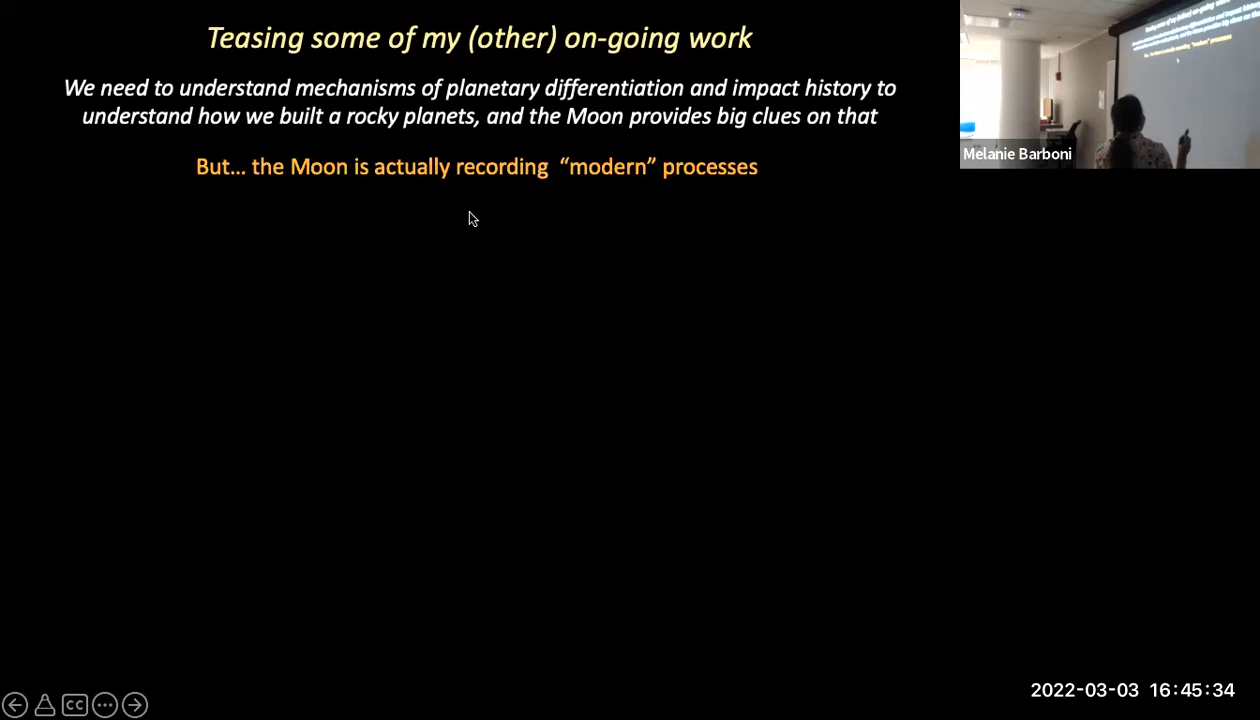 Teasing some of my (other) on-going work
We need to understand mechanisms of planetary differentiation and impact history to
understand how we built a rocky planets, and the Moon provides big clues on that
But... the Moon is actually recording “modern” processes
Melanie Barboni
CC
2022-03-03 16:45:34